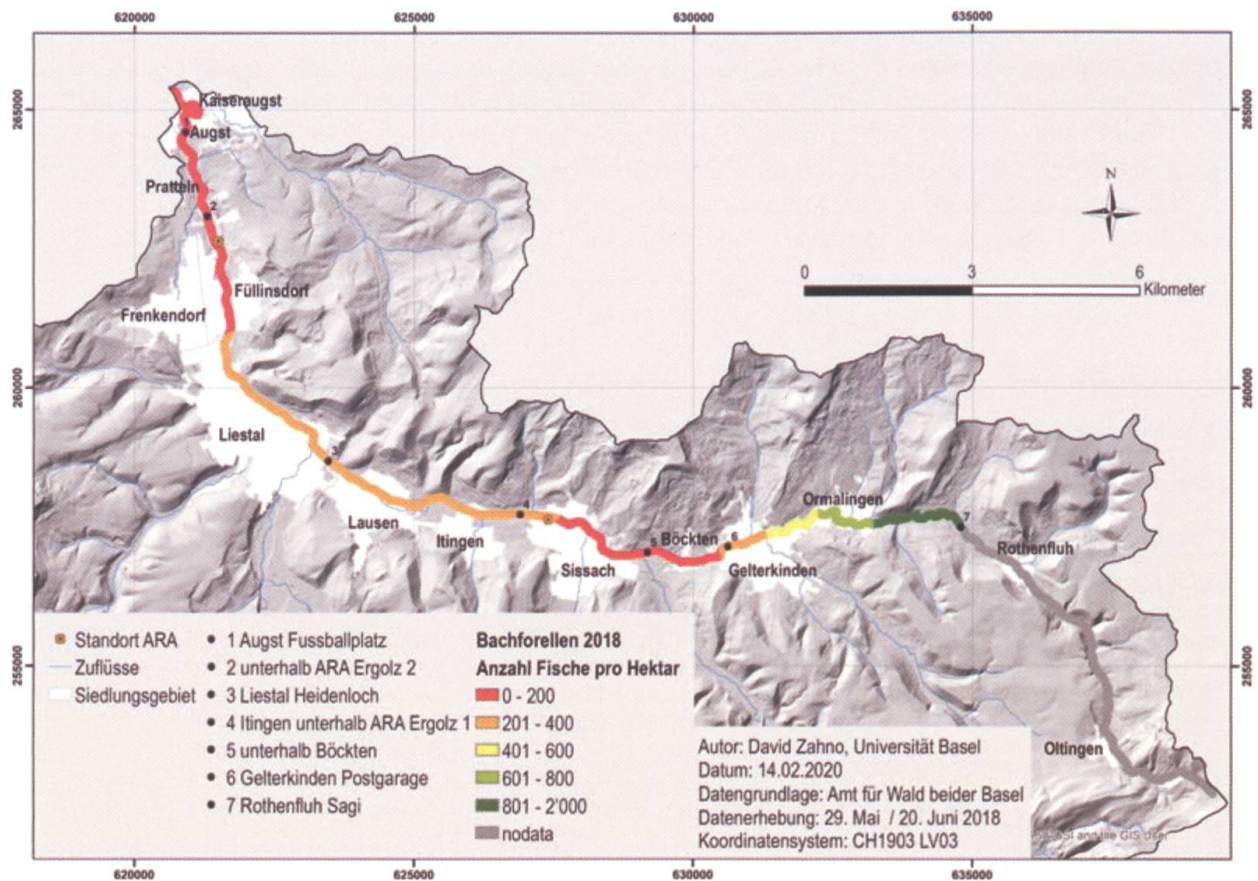 620000
625000
630000
635000
265000
265000
Kaiseraugst
1
Augst
Pratteln
2
N
0
3
6
Kilometer
Füllinsdorf
Frenkendorf
260000
260000
Liestal
3
Ormalingen
4
7
Lausen
Itingen
5 Böckten
6
Rothenfluh
Sissach
Gelterkinden
255000
255000
Oltingen
Standort ARA
Zuflüsse
Siedlungsgebiet
1 Augst Fussballplatz
2 unterhalb ARA Ergolz 2
3 Liestal Heidenloch
4 Itingen unterhalb ARA Ergolz 1
5 unterhalb Böckten
6 Gelterkinden Postgarage
7 Rothenfluh Sagi
Bachforellen 2018
Anzahl Fische pro Hektar
0 - 200
201 - 400
401 - 600
601 - 800
801 - 2'000
nodata
Autor: David Zahno, Universität Basel
Datum: 14.02.2020
Datengrundlage: Amt für Wald beider Basel
Datenerhebung: 29. Mai / 20. Juni 2018
Koordinatensystem: CH1903 LV03
and the GIS User
620000
625000
630000
635000